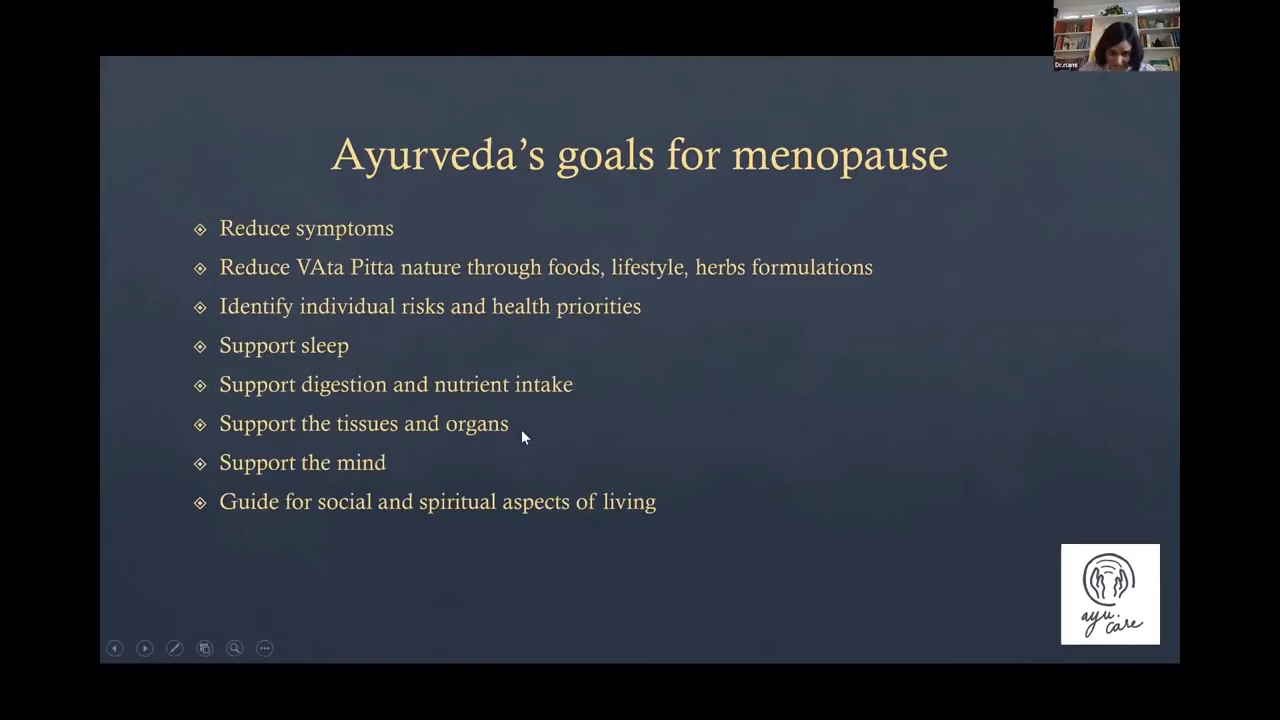 Dr.nami
Ayurveda’s goals for menopause
Reduce symptoms
Reduce VAta Pitta nature through foods, lifestyle, herbs formulations
Identify individual risks and health priorities
Support sleep
Support digestion and nutrient intake
Support the tissues and organs
Support the mind
Guide for social and spiritual aspects of living
ayu.
care